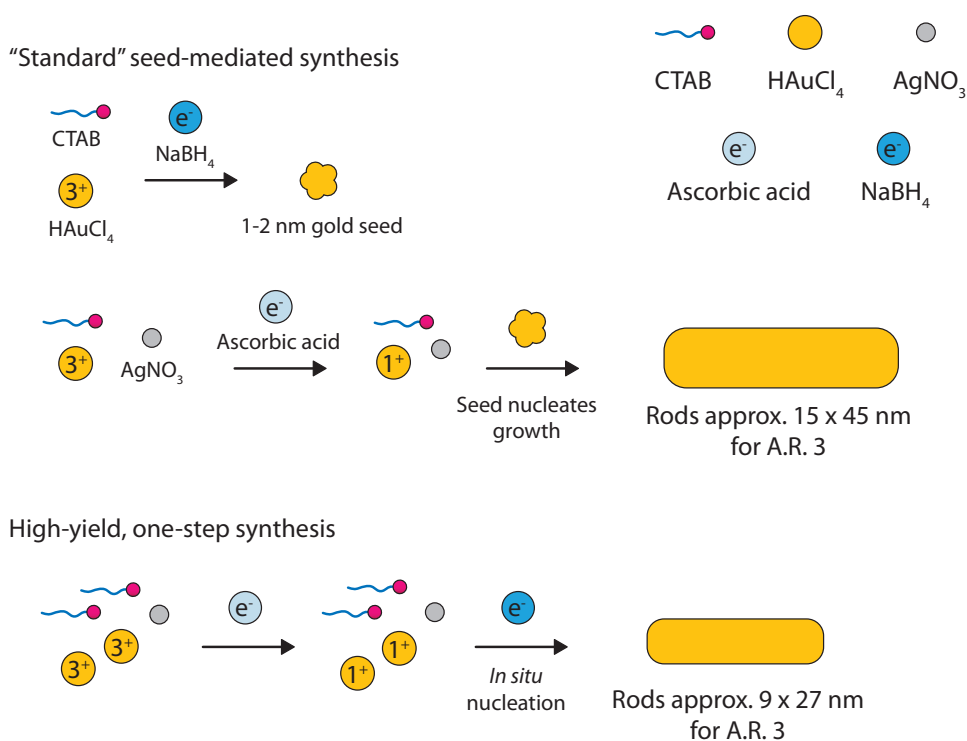 “Standard” seed-mediated synthesis
CTAB
HAuCl₄
AgNO₃
e⁻
Ascorbic acid
e⁻
NaBH₄
CTAB
3⁺
HAuCl₄
e⁻
NaBH₄
1-2 nm gold seed
3⁺
AgNO₃
e⁻
Ascorbic acid
1⁺
Seed nucleates
growth
Rods approx. 15 x 45 nm
for A.R. 3
High-yield, one-step synthesis
3⁺
3⁺
e⁻
1⁺
1⁺
e⁻
In situ
nucleation
Rods approx. 9 x 27 nm
for A.R. 3